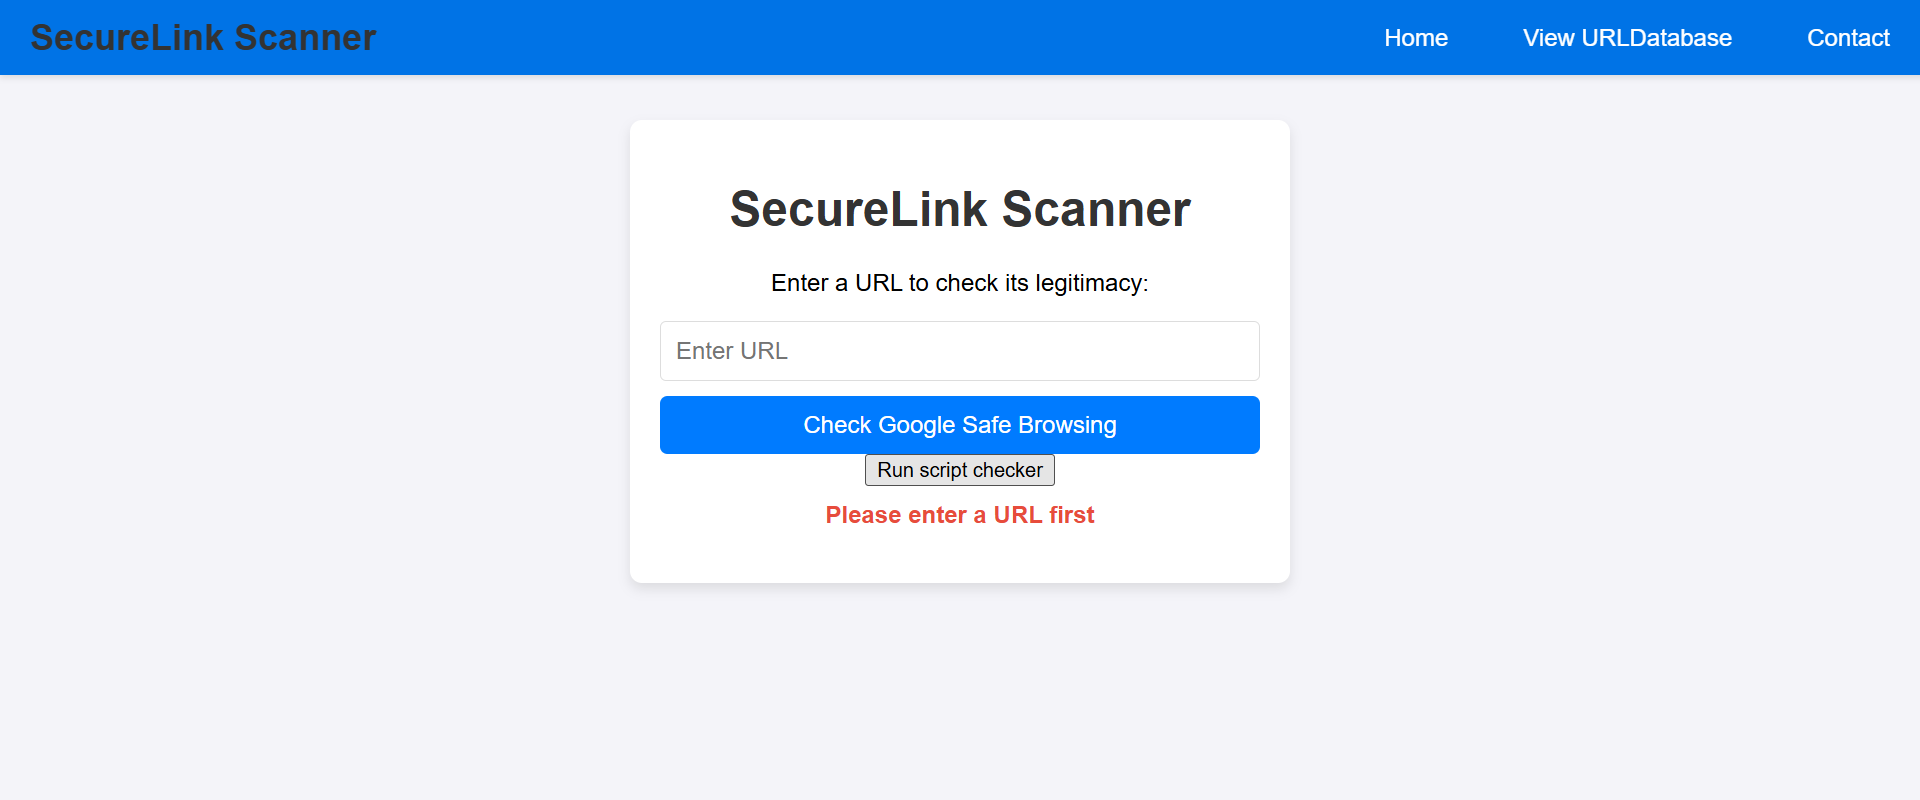 SecureLink Scanner
Home
View URLDatabase
Contact
SecureLink Scanner
Enter a URL to check its legitimacy:
Enter URL
Check Google Safe Browsing
Run script checker
Please enter a URL first